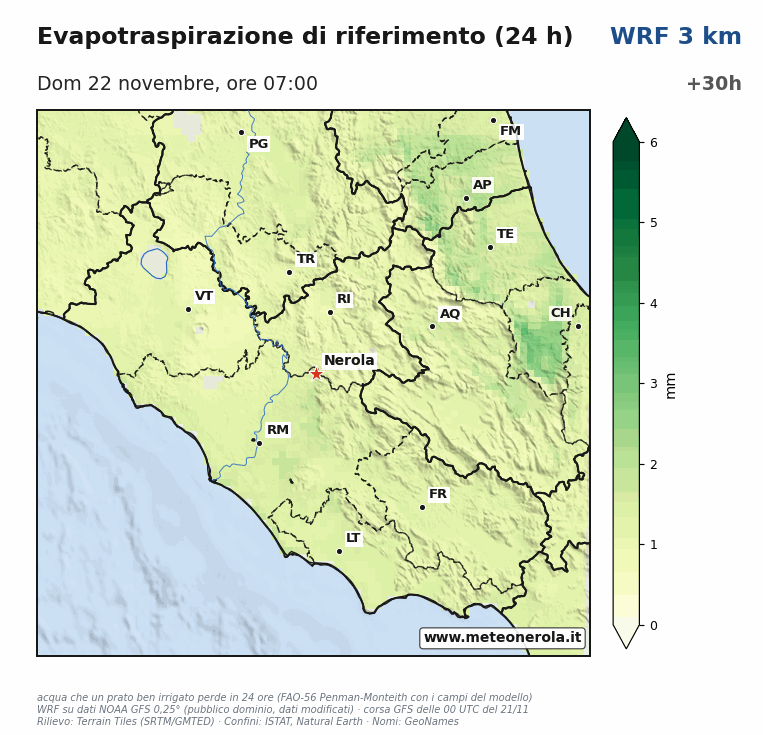 Evapotraspirazione di riferimento (24 h) WRF 3 km
Dom 22 novembre, ore 07:00 +30h
FM
PG
AP
TE
TR
VT
RI
AQ
CH
Nerola
RM
FR
LT
www.meteonerola.it
6
5
4
3
2
1
0
mm
acqua che un prato ben irrigato perde in 24 ore (FAO-56 Penman-Monteith con i campi del modello)
WRF su dati NOAA GFS 0,25° (pubblico dominio, dati modificati) · corsa GFS delle 00 UTC del 21/11
Rilievo: Terrain Tiles (SRTM/GMTED) · Confini: ISTAT, Natural Earth · Nomi: GeoNames